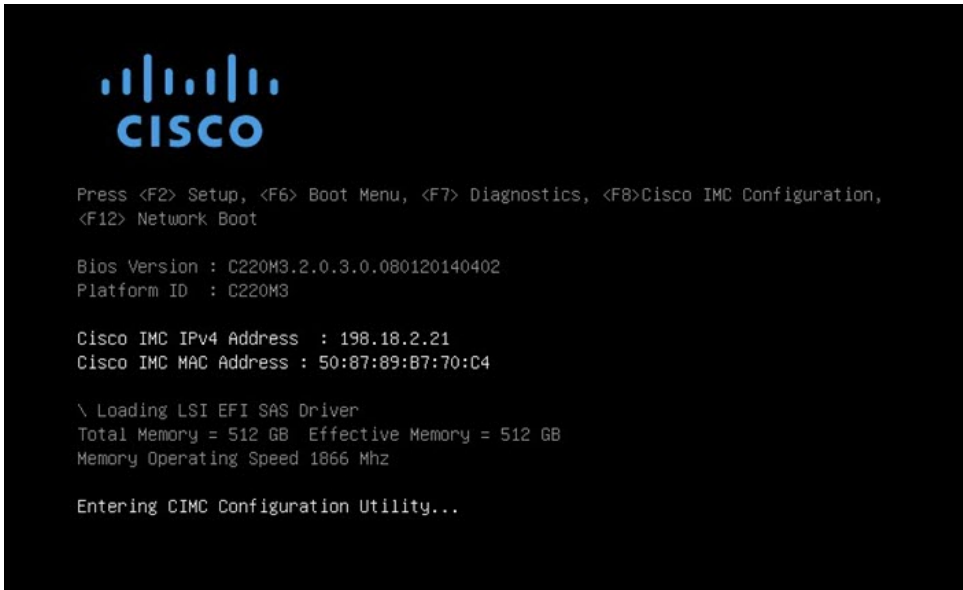 CISCO
Press <F2> Setup, <F6> Boot Menu, <F7> Diagnostics, <F8>Cisco IMC Configuration,
<F12> Network Boot
Bios Version : C220M3.2.0.3.0.080120140402
Platform ID  : C220M3
Cisco IMC IPv4 Address  : 198.18.2.21
Cisco IMC MAC Address : 50:87:89:B7:70:C4
\ Loading LSI EFI SAS Driver
Total Memory = 512 GB  Effective Memory = 512 GB
Memory Operating Speed 1866 Mhz
Entering CIMC Configuration Utility...